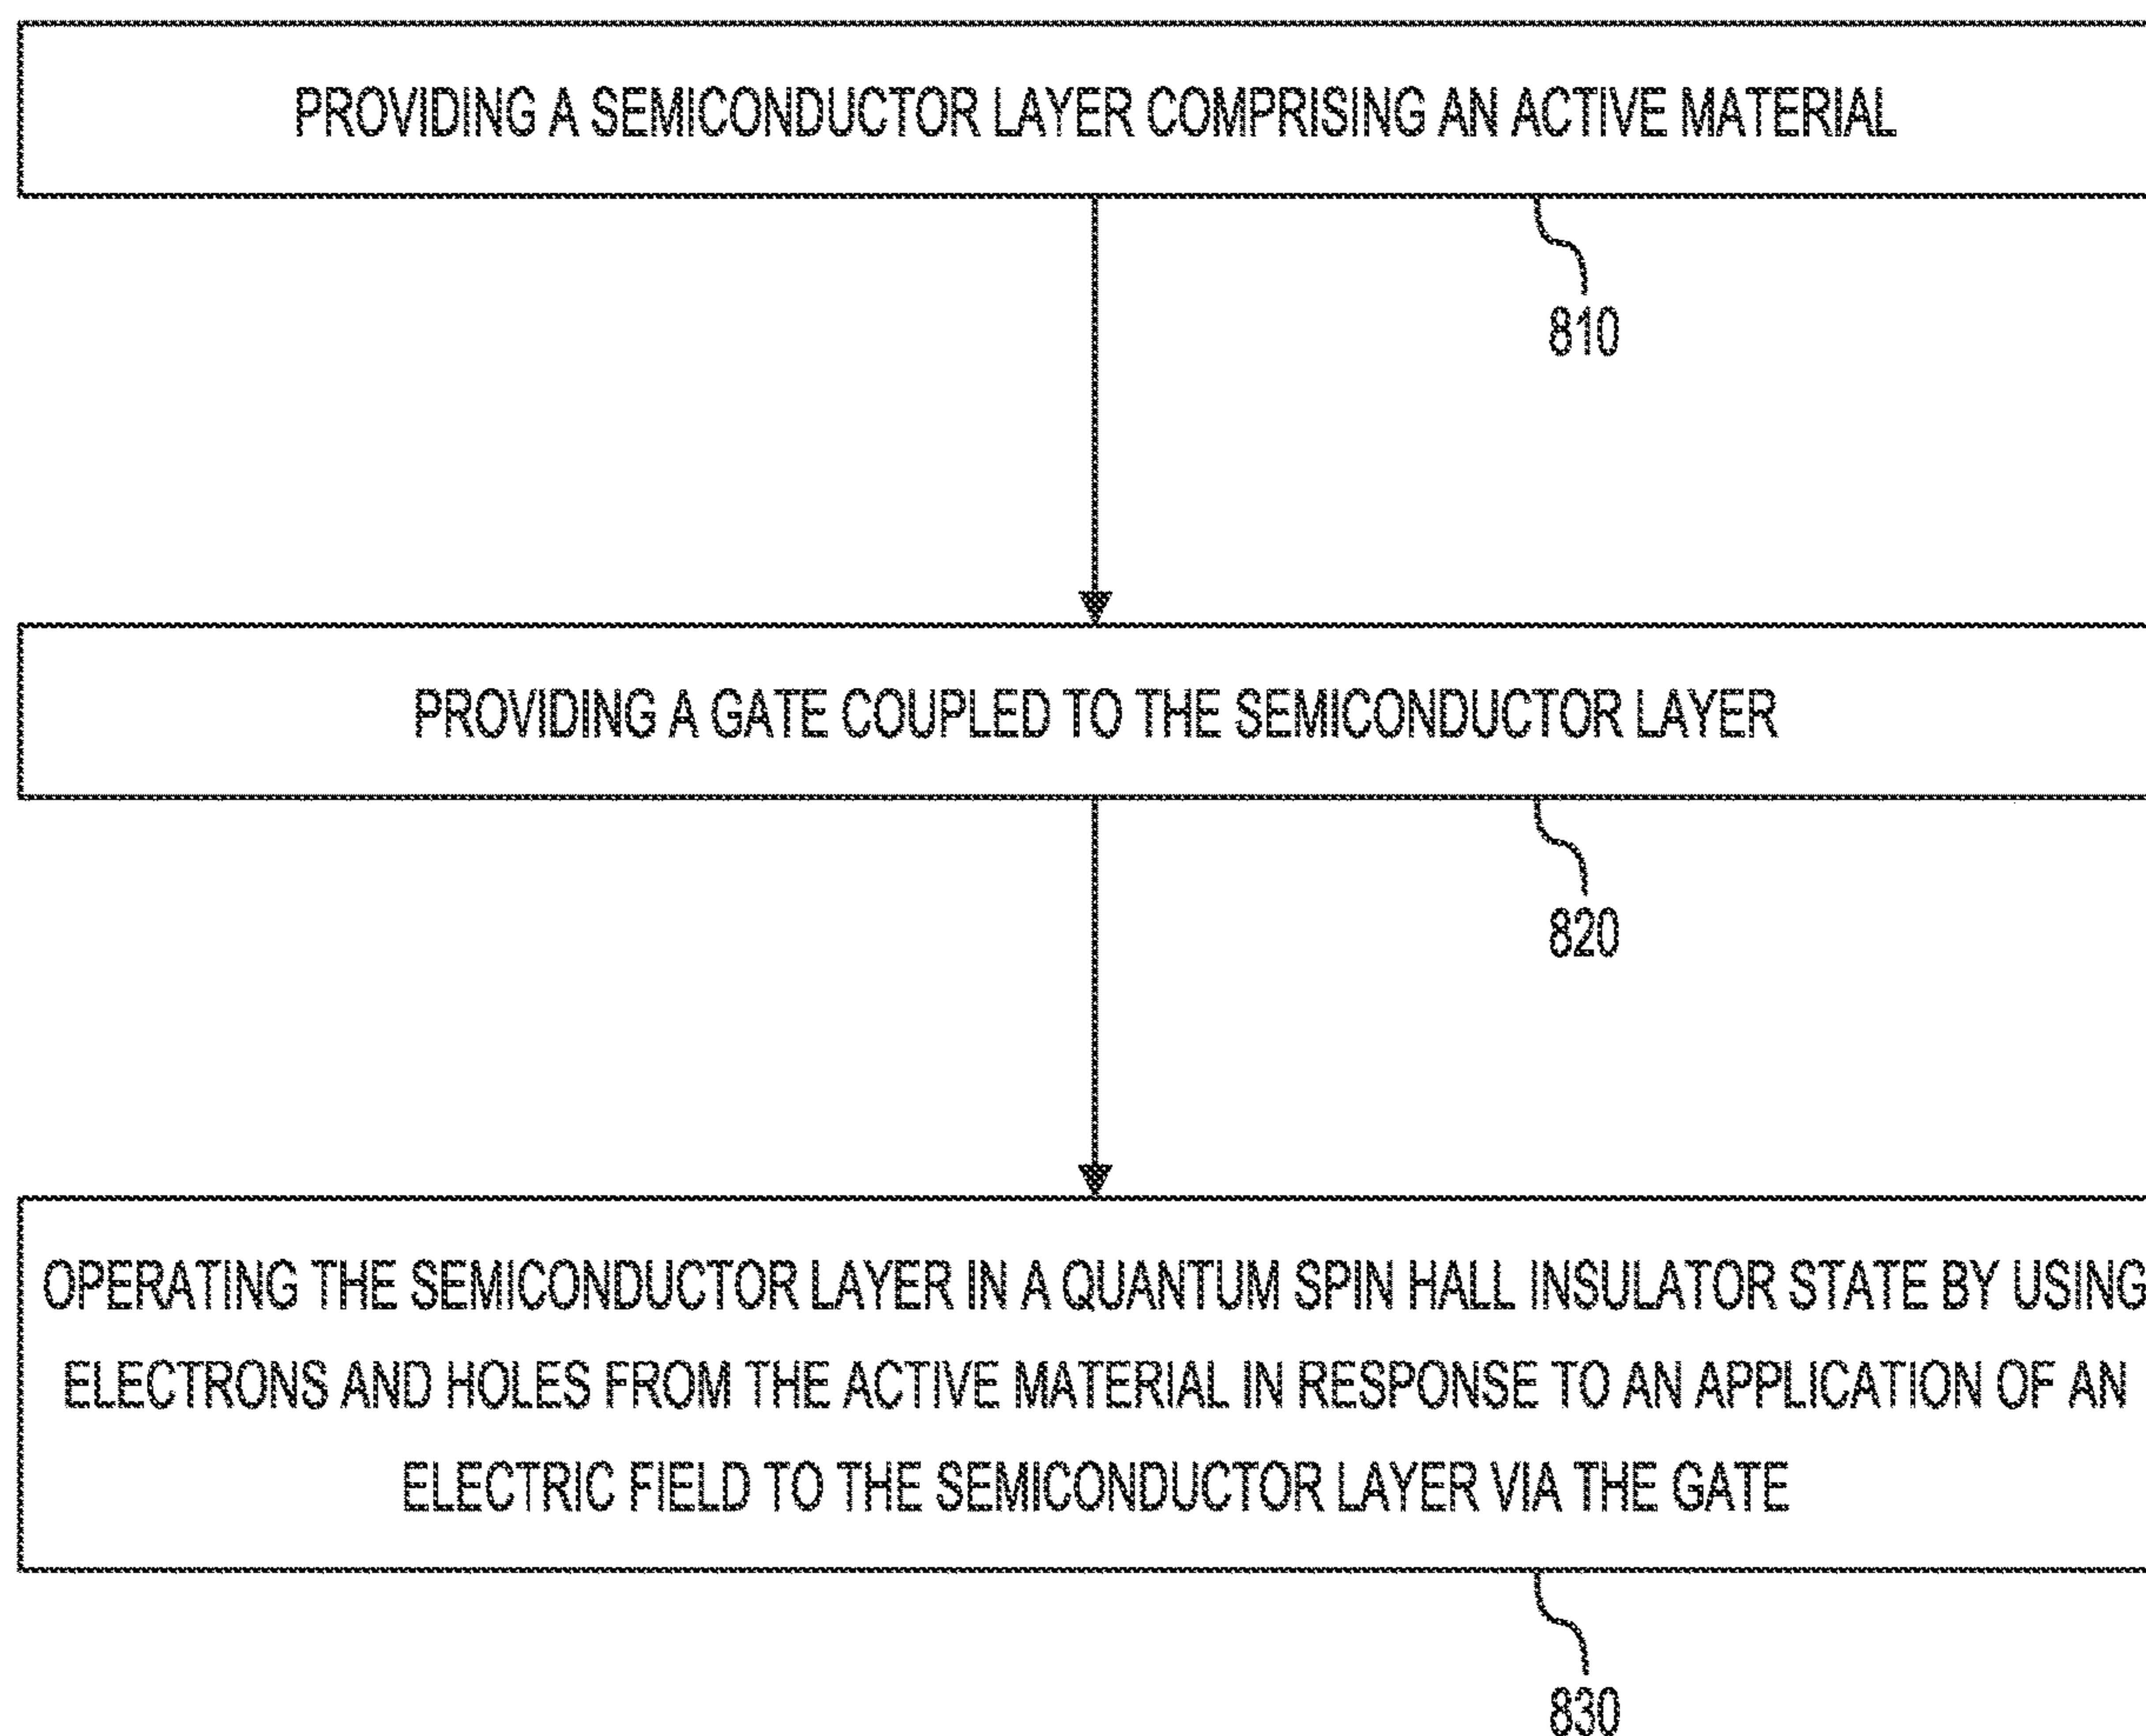 PROVIDING A SEMICONDUCTOR LAYER COMPRISING AN ACTIVE MATERIAL
810
PROVIDING A GATE COUPLED TO THE SEMICONDUCTOR LAYER
820
OPERATING THE SEMICONDUCTOR LAYER IN A QUANTUM SPIN HALL INSULATOR STATE BY USING
ELECTRONS AND HOLES FROM THE ACTIVE MATERIAL IN RESPONSE TO AN APPLICATION OF AN
ELECTRIC FIELD TO THE SEMICONDUCTOR LAYER VIA THE GATE
830